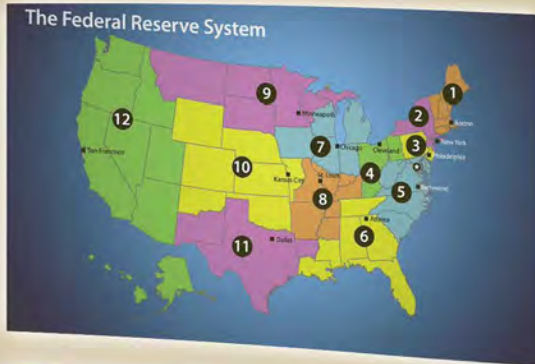 The Federal Reserve System
1
9
2
12
Minneapolis
Boston
New York
3
7
Chicago
Cleveland
Philadelphia
San Francisco
10
4
Kansas City
St. Louis
5
Richmond
8
Atlanta
6
11
Dallas